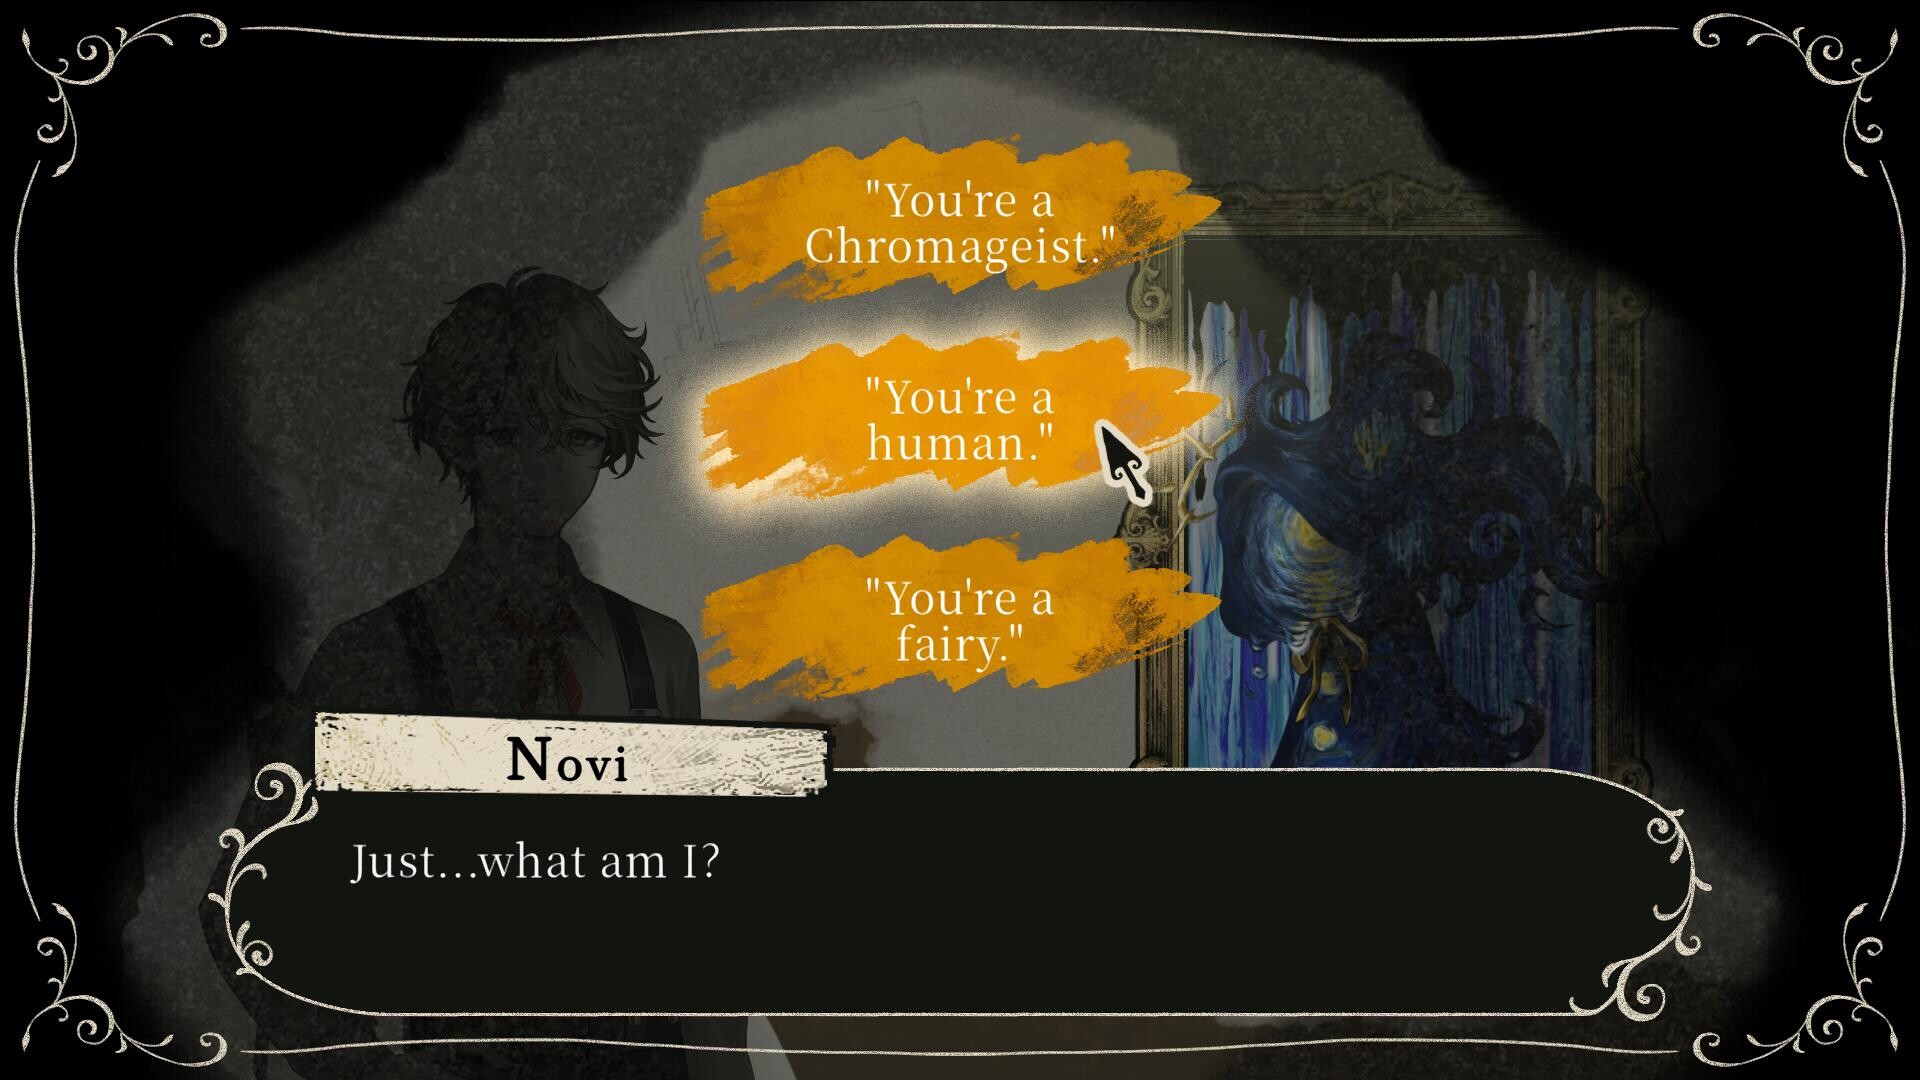 "You're a
Chromageist."
"You're a
human."
"You're a
fairy."
Novi
Just...what am I?